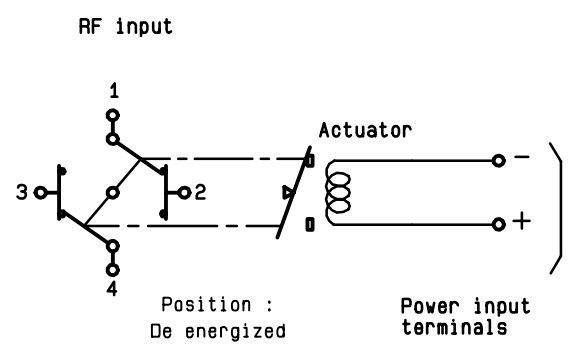 RF input
1
Actuator
−
3
2
+
4
Position :
De energized
Power input
terminals